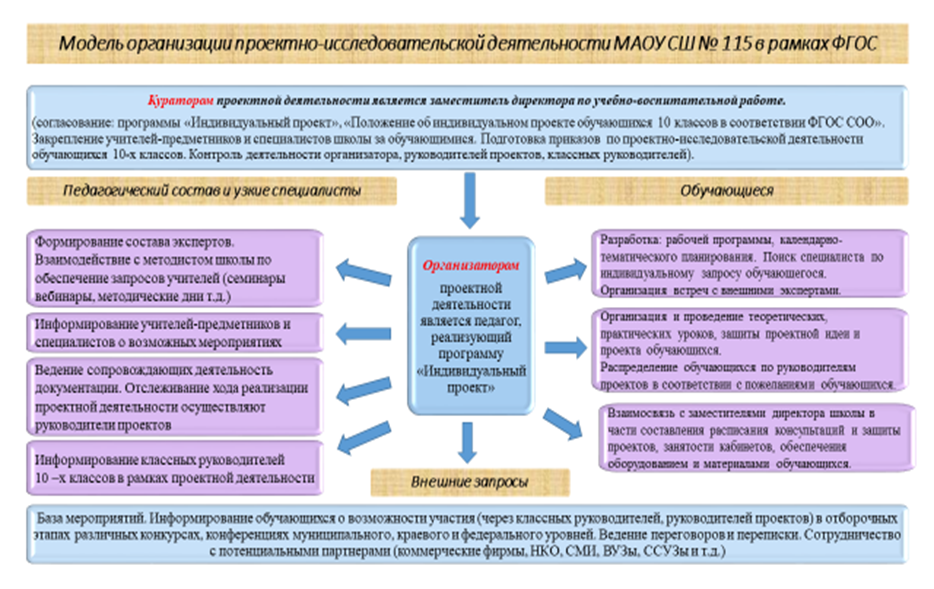 Модель организации проектно-исследовательской деятельности МАОУ СШ № 115 в рамках ФГОС
Куратором проектной деятельности является заместитель директора по учебно-воспитательной работе.
(согласование: программы «Индивидуальный проект», «Положение об индивидуальном проекте обучающихся 10 классов в соответствии ФГОС СОО».
Закрепление учителей-предметников и специалистов школы за обучающимися. Подготовка приказов по проектно-исследовательской деятельности
обучающихся 10-х классов. Контроль деятельности организатора, руководителей проектов, классных руководителей).
Педагогический состав и узкие специалисты
Обучающиеся
Формирование состава экспертов.
Взаимодействие с методистом школы по
обеспечение запросов учителей (семинары
вебинары, методические дни т.д.)
Информирование учителей-предметников и
специалистов о возможных мероприятиях
Ведение сопровождающих деятельность
документации. Отслеживание хода реализации
проектной деятельности осуществляют
руководители проектов
Информирование классных руководителей
10 –х классов в рамках проектной деятельности
Организатором
проектной
деятельности
является педагог,
реализующий
программу
«Индивидуальный
проект»
Разработка: рабочей программы, календарно-
тематического планирования. Поиск специалиста по
индивидуальному запросу обучающегося.
Организация встреч с внешними экспертами.
Организация и проведение теоретических,
практических уроков, защиты проектной идеи и
проекта обучающихся.
Распределение обучающихся по руководителям
проектов в соответствии с пожеланиями обучающихся.
Взаимосвязь с заместителями директора школы в
части составления расписания консультаций и защиты
проектов, занятости кабинетов, обеспечения
оборудованием и материалами обучающихся.
Внешние запросы
База мероприятий. Информирование обучающихся о возможности участия (через классных руководителей, руководителей проектов) в отборочных
этапах различных конкурсах, конференциях муниципального, краевого и федерального уровней. Ведение переговоров и переписки. Сотрудничество
с потенциальными партнерами (коммерческие фирмы, НКО, СМИ, ВУЗы, ССУЗы и т.д.)